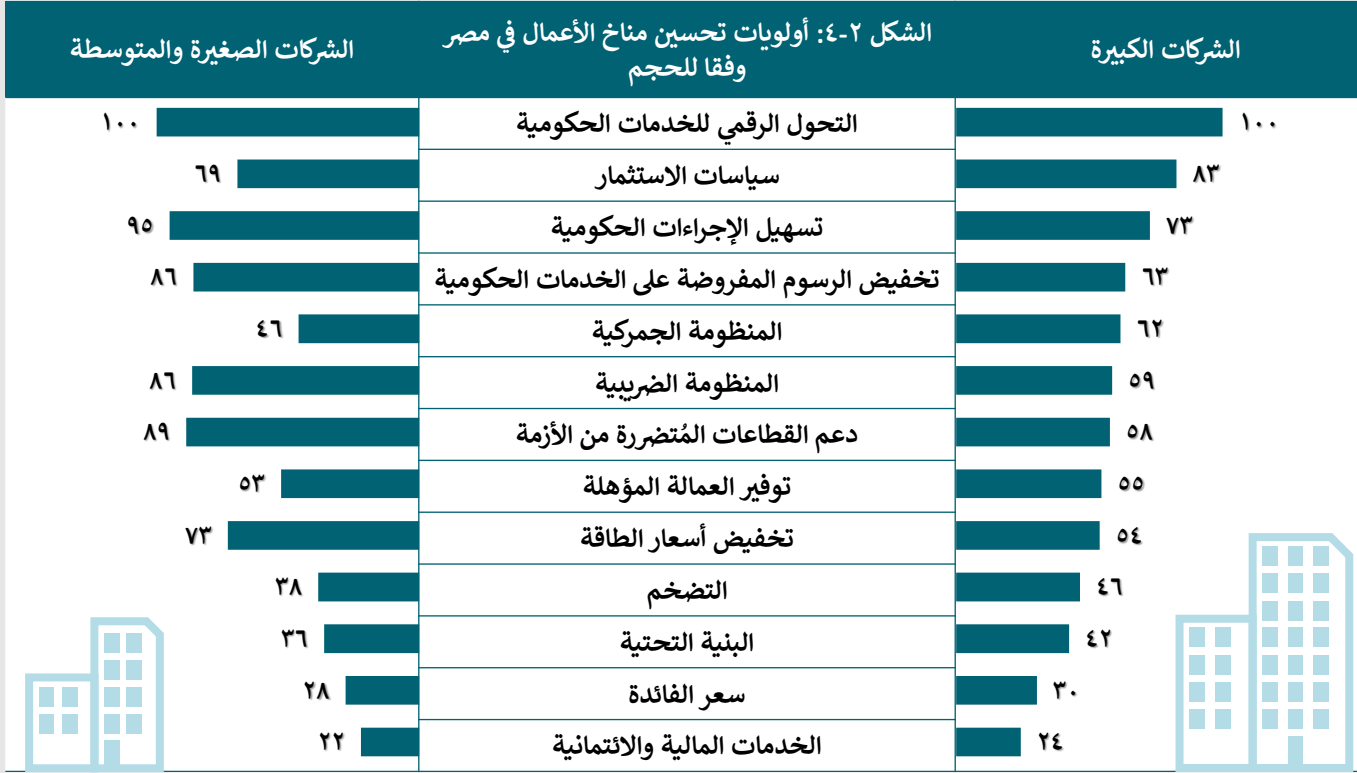 الشركات الكبيرة
الشكل ٢-٤: أولويات تحسين مناخ الأعمال في مصر
وفقا للحجم
الشركات الصغيرة والمتوسطة
١٠٠ التحول الرقمي للخدمات الحكومية ١٠٠
٨٣ سياسات الاستثمار ٦٩
٧٣ تسهيل الإجراءات الحكومية ٩٥
٦٣ تخفيض الرسوم المفروضة على الخدمات الحكومية ٨٦
٦٢ المنظومة الجمركية ٤٦
٥٩ المنظومة الضريبية ٨٦
٥٨ دعم القطاعات المُتضررة من الأزمة ٨٩
٥٥ توفير العمالة المؤهلة ٥٣
٥٤ تخفيض أسعار الطاقة ٧٣
٤٦ التضخم ٣٨
٤٢ البنية التحتية ٣٦
٣٠ سعر الفائدة ٢٨
٢٤ الخدمات المالية والائتمانية ٢٢